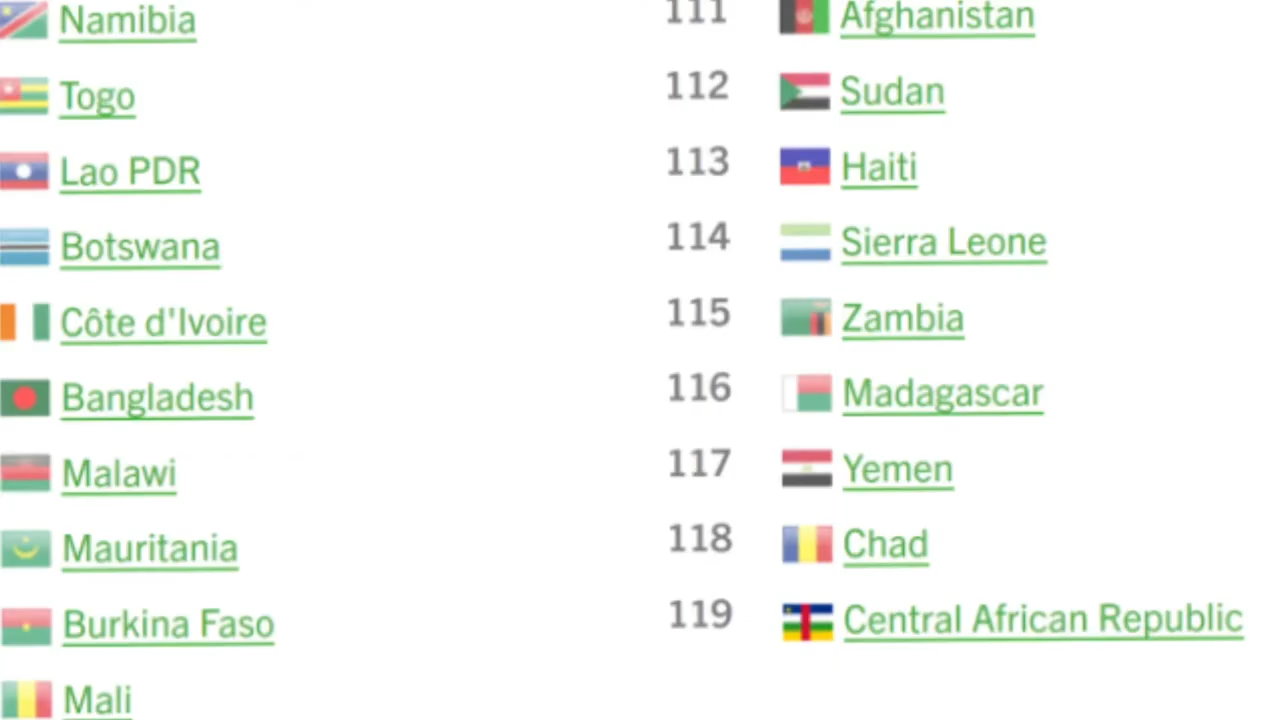 Namibia
Togo
Lao PDR
Botswana
Côte d'Ivoire
Bangladesh
Malawi
Mauritania
Burkina Faso
Mali
111 Afghanistan
112 Sudan
113 Haiti
114 Sierra Leone
115 Zambia
116 Madagascar
117 Yemen
118 Chad
119 Central African Republic